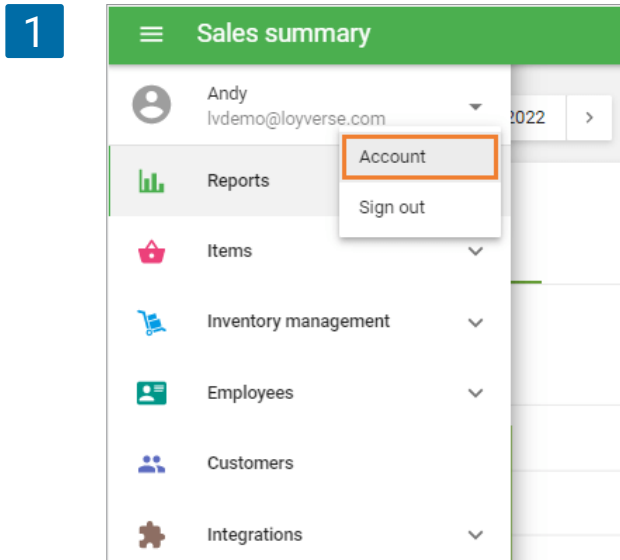 1
Sales summary
Andy
lvdemo@loyverse.com
2022
Account
Reports
Sign out
Items
Inventory management
Employees
Customers
Integrations